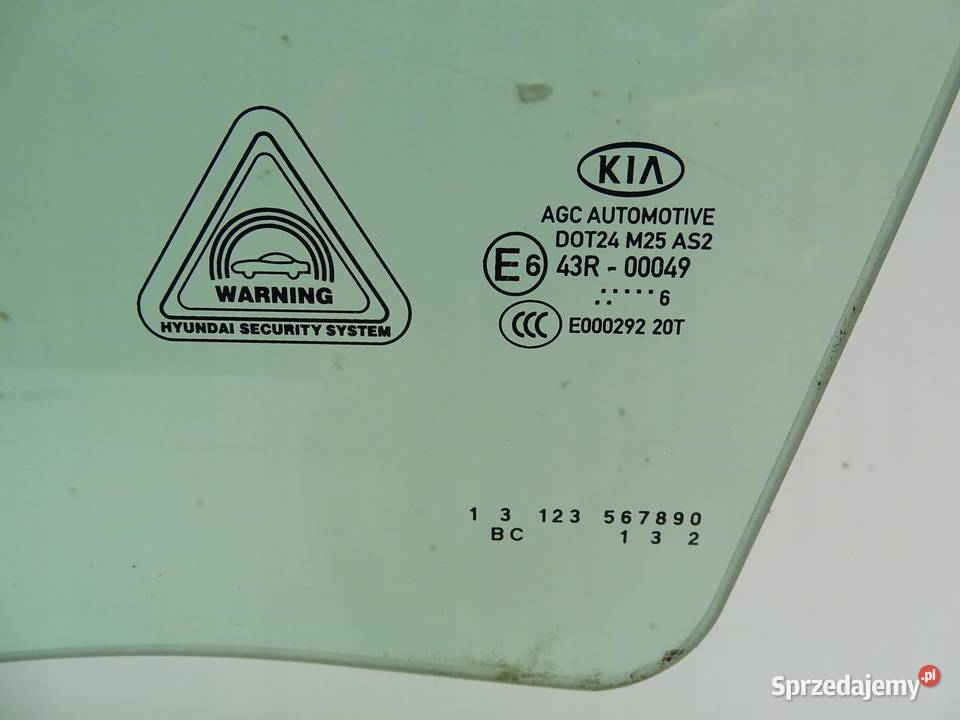 WARNING
HYUNDAI SECURITY SYSTEM
KIA
AGC AUTOMOTIVE
DOT24 M25 AS2
E6 43R - 00049
.:····· 6
CCC E000292 20T
1 3 123 567890
BC 1 3 2
Sprzedajemy.pl